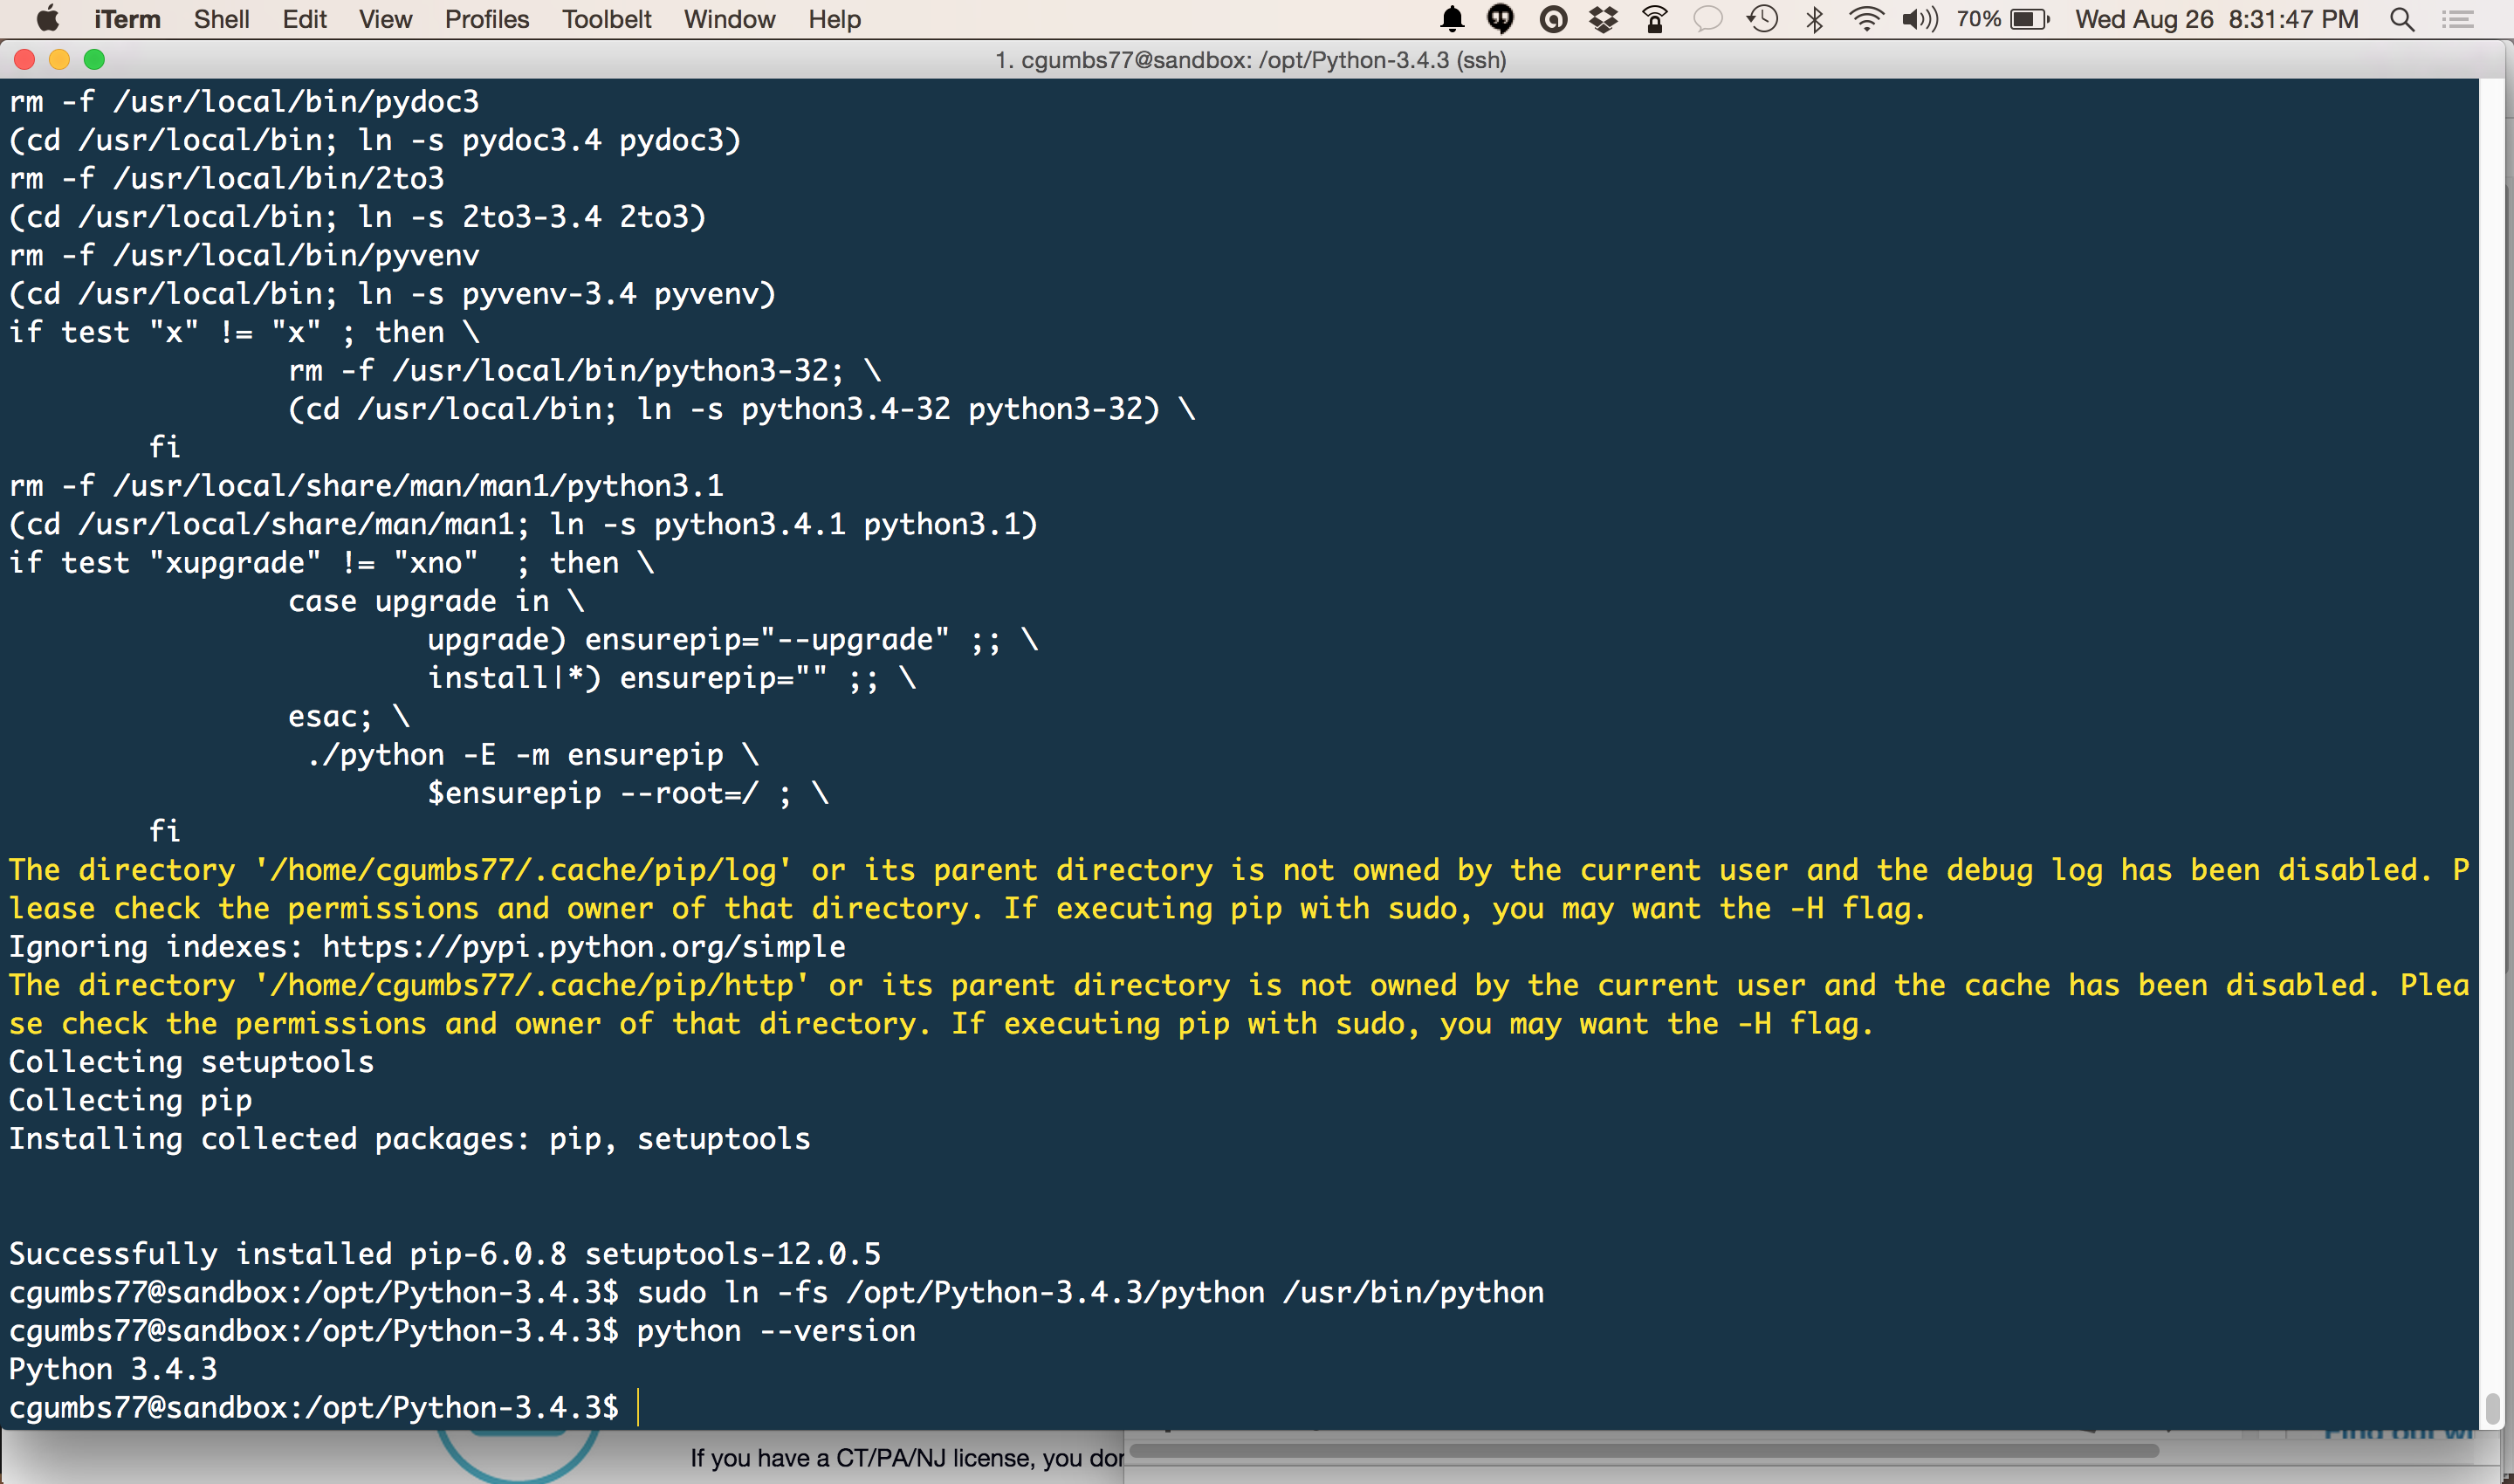 iTerm Shell Edit View Profiles Toolbelt Window Help 70% Wed Aug 26 8:31:47 PM
1. cgumbs77@sandbox: /opt/Python-3.4.3 (ssh)
rm -f /usr/local/bin/pydoc3
(cd /usr/local/bin; ln -s pydoc3.4 pydoc3)
rm -f /usr/local/bin/2to3
(cd /usr/local/bin; ln -s 2to3-3.4 2to3)
rm -f /usr/local/bin/pyvenv
(cd /usr/local/bin; ln -s pyvenv-3.4 pyvenv)
if test "x" != "x" ; then \
rm -f /usr/local/bin/python3-32; \
(cd /usr/local/bin; ln -s python3.4-32 python3-32) \
fi
rm -f /usr/local/share/man/man1/python3.1
(cd /usr/local/share/man/man1; ln -s python3.4.1 python3.1)
if test "xupgrade" != "xno"  ; then \
case upgrade in \
upgrade) ensurepip="--upgrade" ;; \
install|*) ensurepip="" ;; \
esac; \
./python -E -m ensurepip \
$ensurepip --root=/ ; \
fi
The directory '/home/cgumbs77/.cache/pip/log' or its parent directory is not owned by the current user and the debug log has been disabled. P
lease check the permissions and owner of that directory. If executing pip with sudo, you may want the -H flag.
Ignoring indexes: https://pypi.python.org/simple
The directory '/home/cgumbs77/.cache/pip/http' or its parent directory is not owned by the current user and the cache has been disabled. Plea
se check the permissions and owner of that directory. If executing pip with sudo, you may want the -H flag.
Collecting setuptools
Collecting pip
Installing collected packages: pip, setuptools
Successfully installed pip-6.0.8 setuptools-12.0.5
cgumbs77@sandbox:/opt/Python-3.4.3$ sudo ln -fs /opt/Python-3.4.3/python /usr/bin/python
cgumbs77@sandbox:/opt/Python-3.4.3$ python --version
Python 3.4.3
cgumbs77@sandbox:/opt/Python-3.4.3$
If you have a CT/PA/NJ license, you